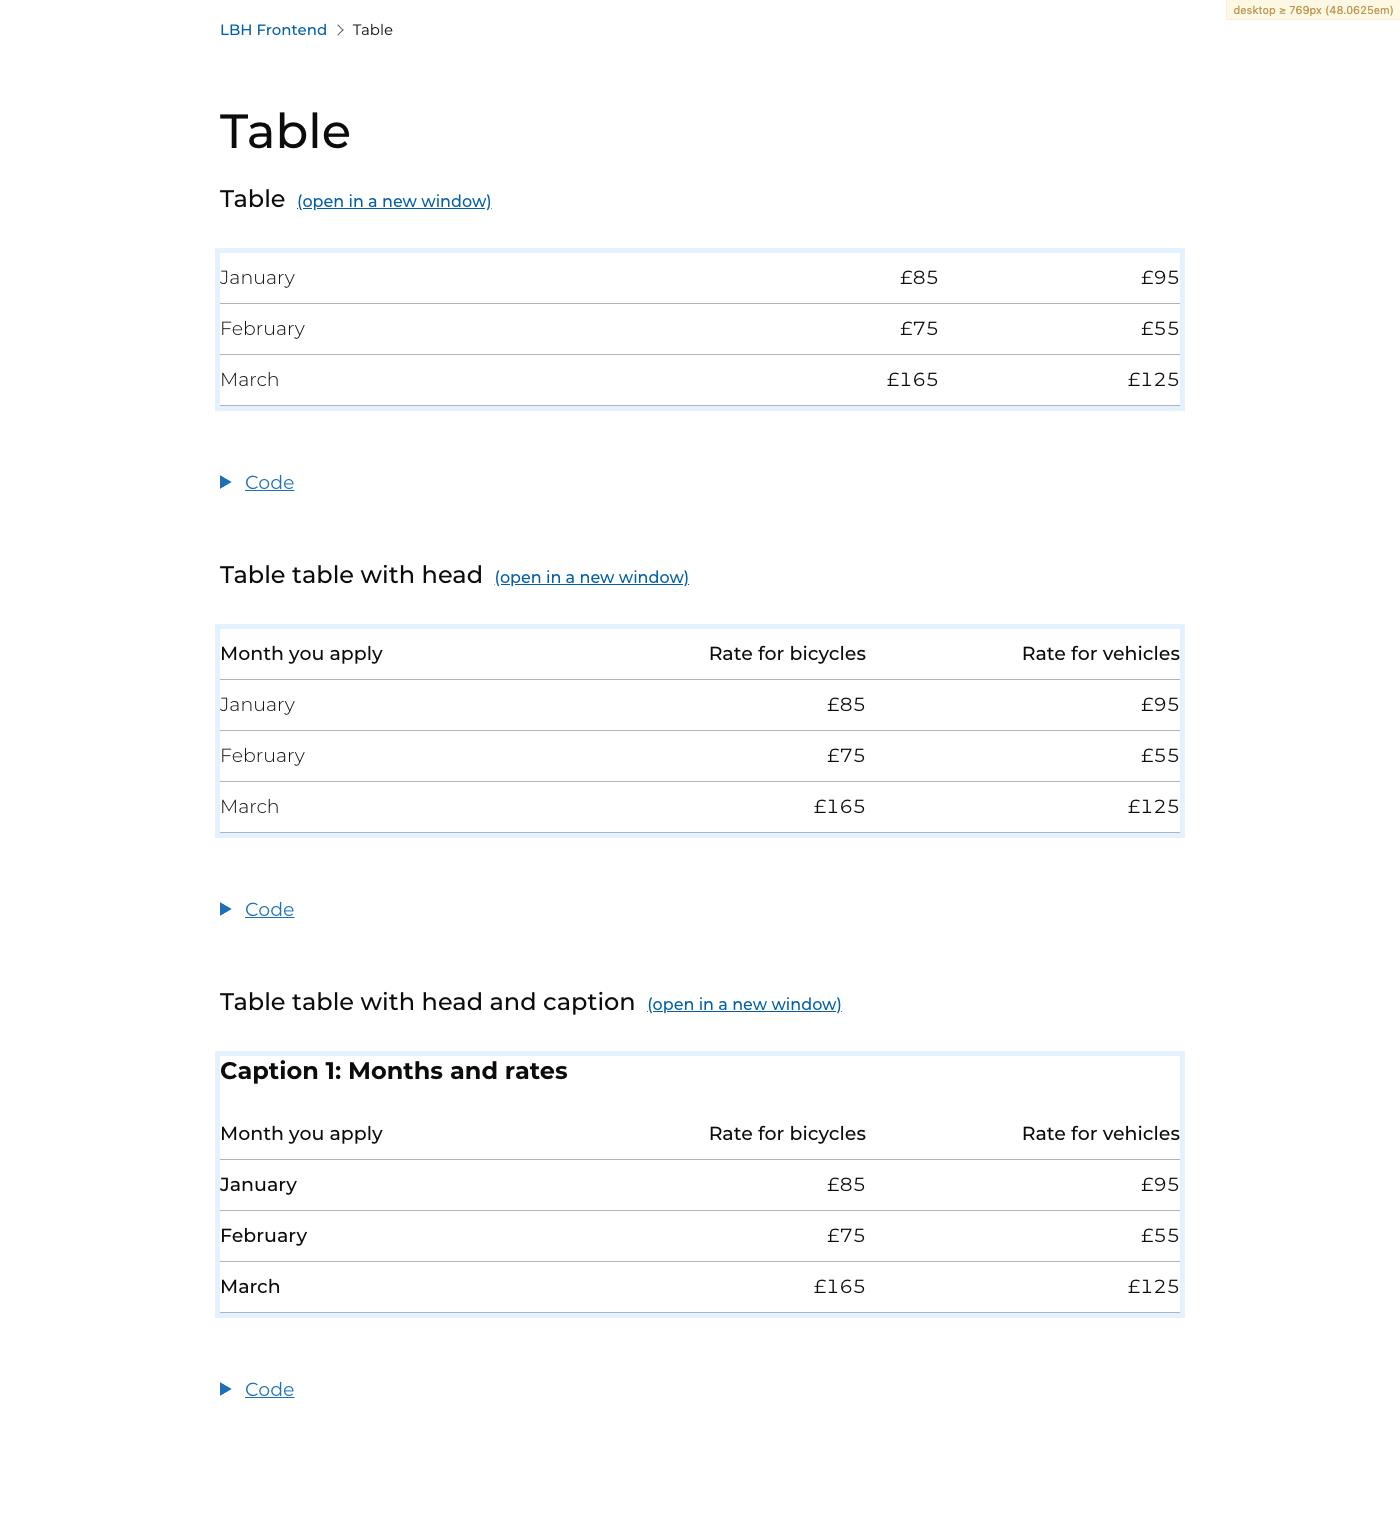 desktop ≥ 769px (48.0625em)
LBH Frontend > Table
Table
Table (open in a new window)
January £85 £95
February £75 £55
March £165 £125
Code
Table table with head (open in a new window)
Month you apply Rate for bicycles Rate for vehicles
January £85 £95
February £75 £55
March £165 £125
Code
Table table with head and caption (open in a new window)
Caption 1: Months and rates
Month you apply Rate for bicycles Rate for vehicles
January £85 £95
February £75 £55
March £165 £125
Code